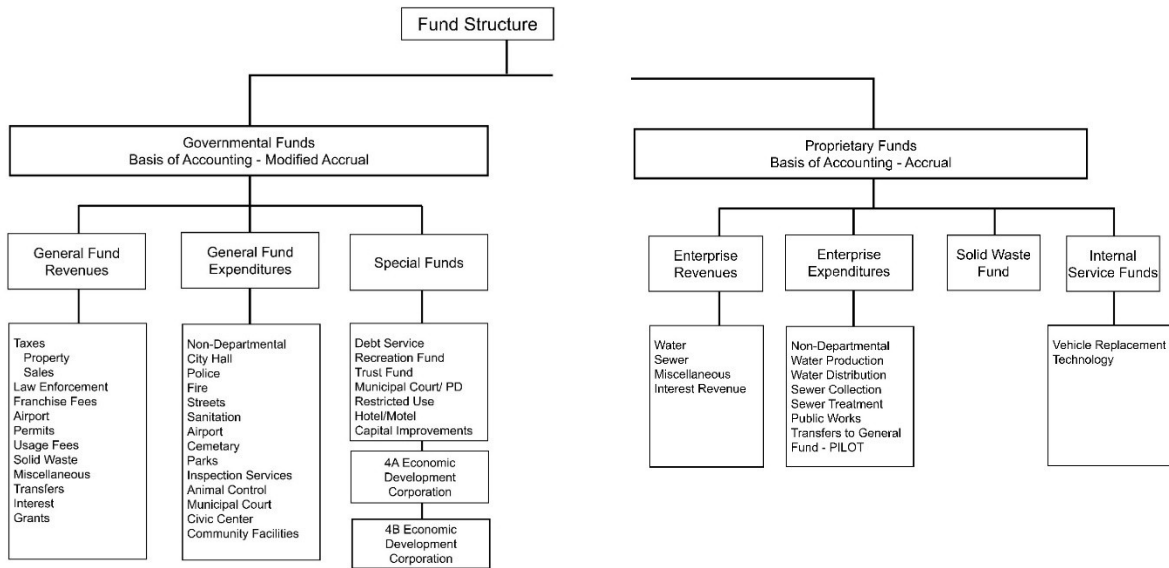 Fund Structure
Governmental Funds
Basis of Accounting - Modified Accrual
Proprietary Funds
Basis of Accounting - Accrual
General Fund
Revenues
General Fund
Expenditures
Special Funds
Enterprise
Revenues
Enterprise
Expenditures
Solid Waste
Fund
Internal
Service Funds
Taxes
Property
Sales
Law Enforcement
Franchise Fees
Airport
Permits
Usage Fees
Solid Waste
Miscellaneous
Transfers
Interest
Grants
Non-Departmental
City Hall
Police
Fire
Streets
Sanitation
Airport
Cemetary
Parks
Inspection Services
Animal Control
Municipal Court
Civic Center
Community Facilities
Debt Service
Recreation Fund
Trust Fund
Municipal Court/ PD
Restricted Use
Hotel/Motel
Capital Improvements
4A Economic
Development
Corporation
4B Economic
Development
Corporation
Water
Sewer
Miscellaneous
Interest Revenue
Non-Departmental
Water Production
Water Distribution
Sewer Collection
Sewer Treatment
Public Works
Transfers to General
Fund - PILOT
Vehicle Replacement
Technology